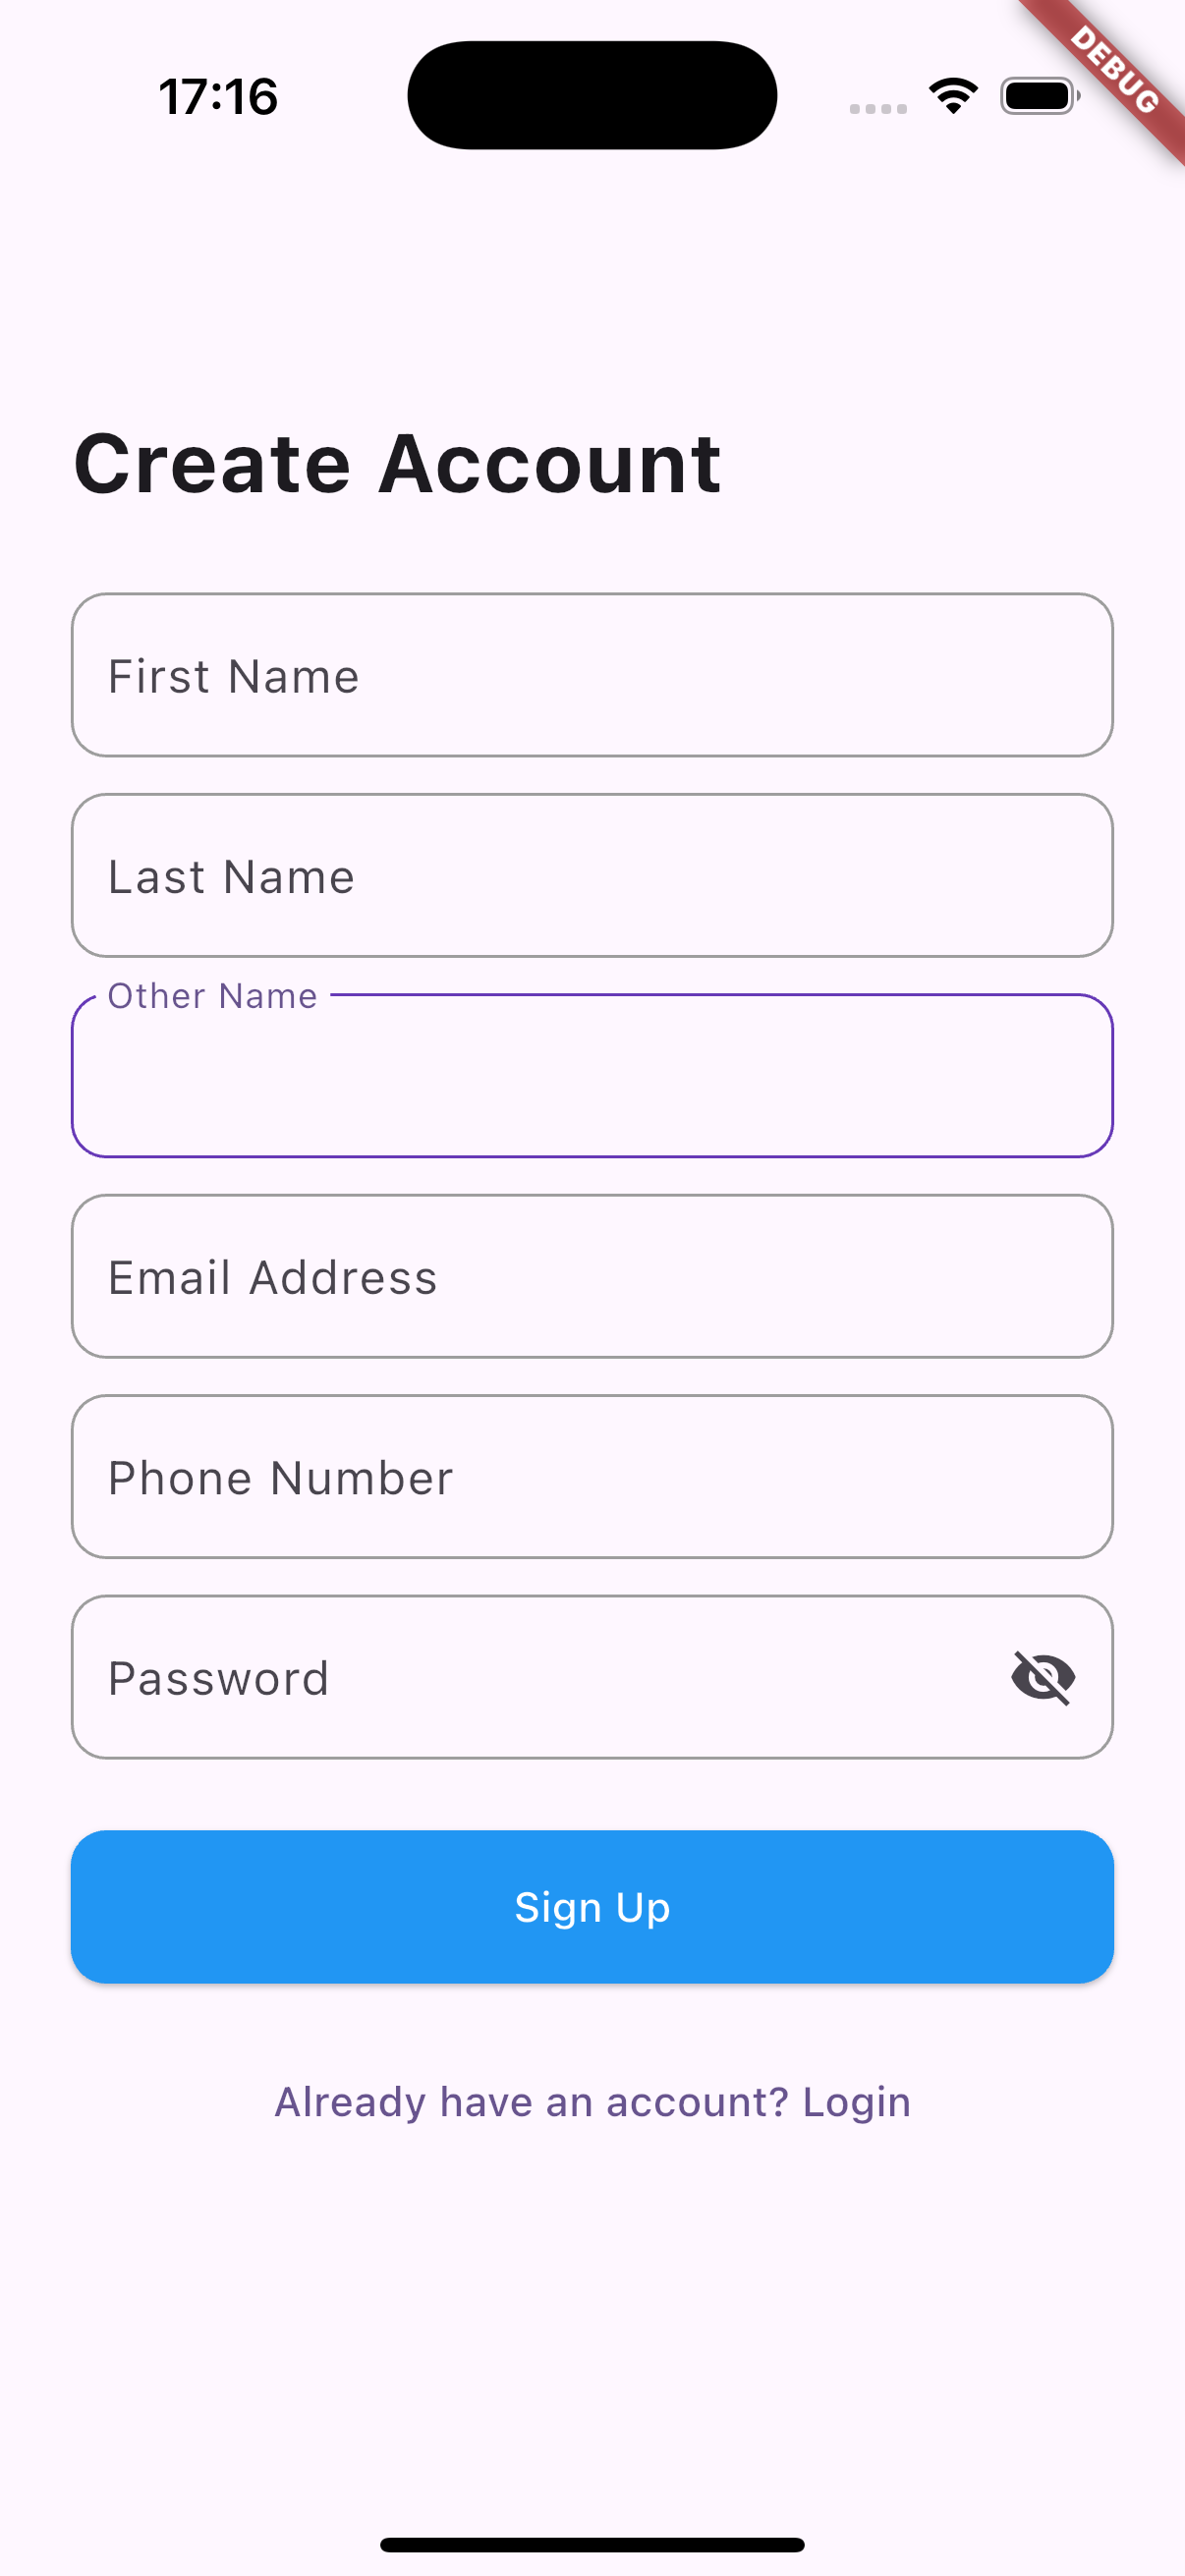 17:16
DEBUG
Create Account
First Name
Last Name
Other Name
Email Address
Phone Number
Password
Sign Up
Already have an account? Login